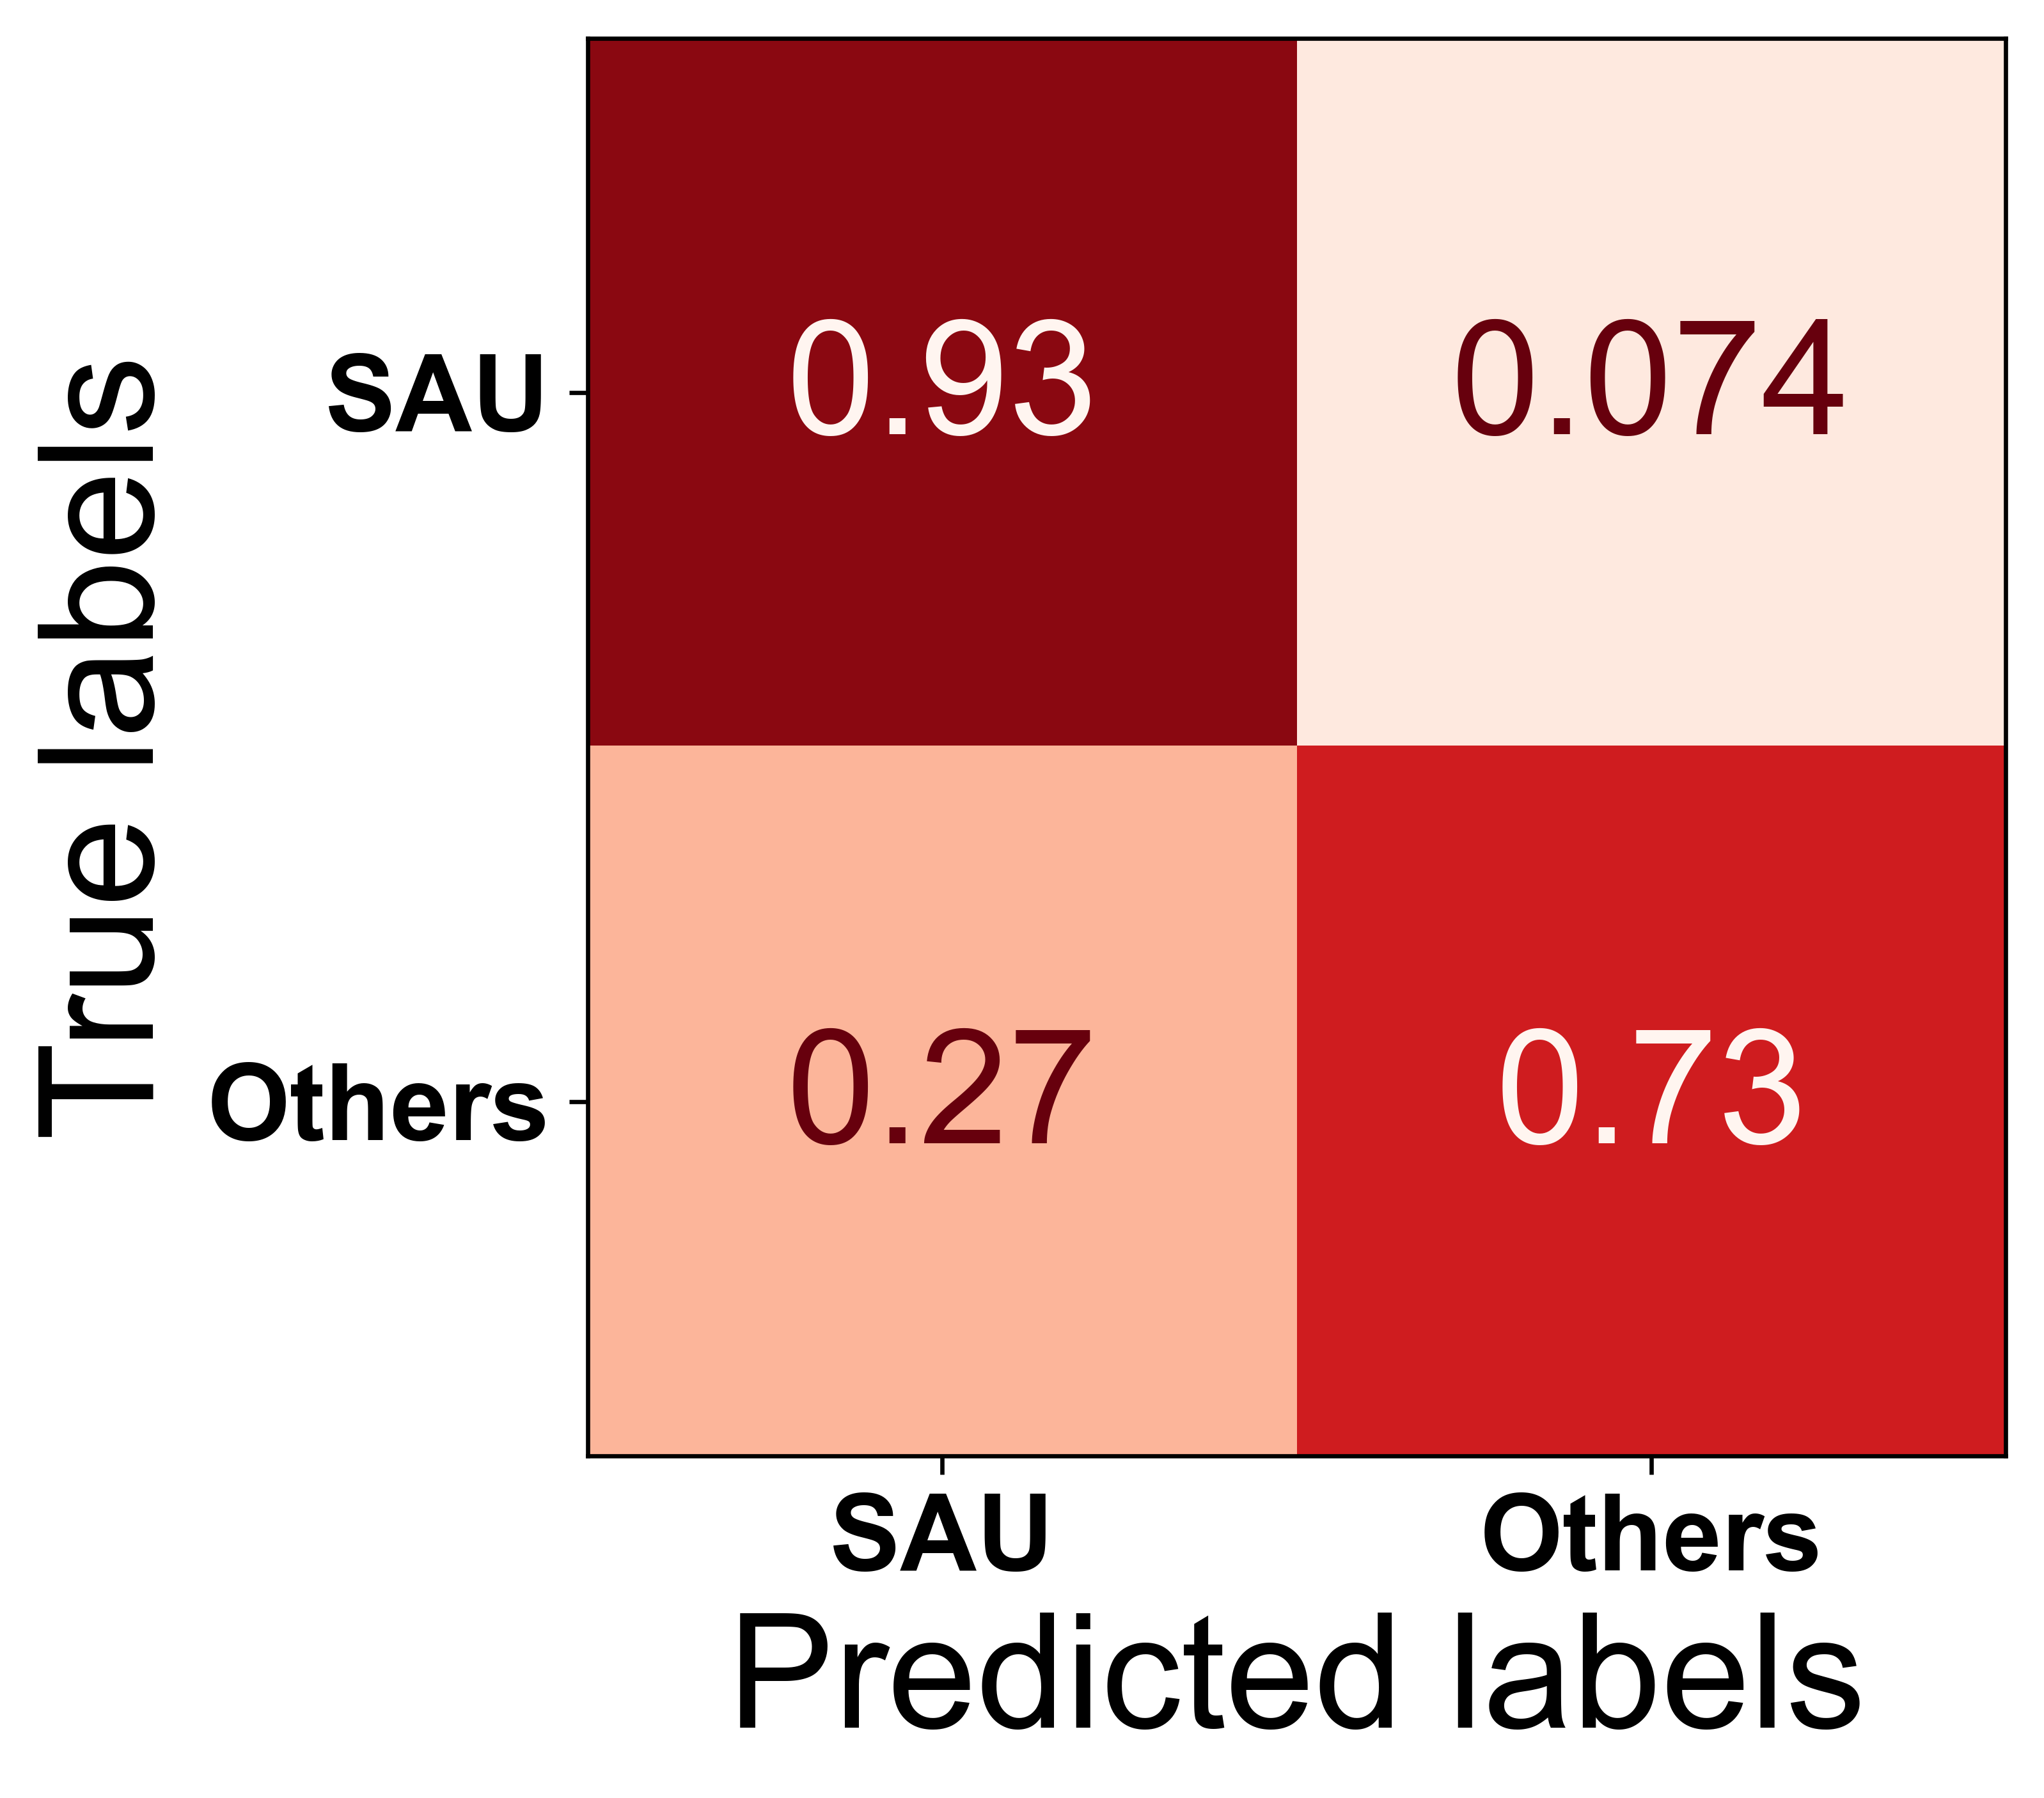 True labels
SAU
0.93
0.074
Others
0.27
0.73
SAU
Others
Predicted labels